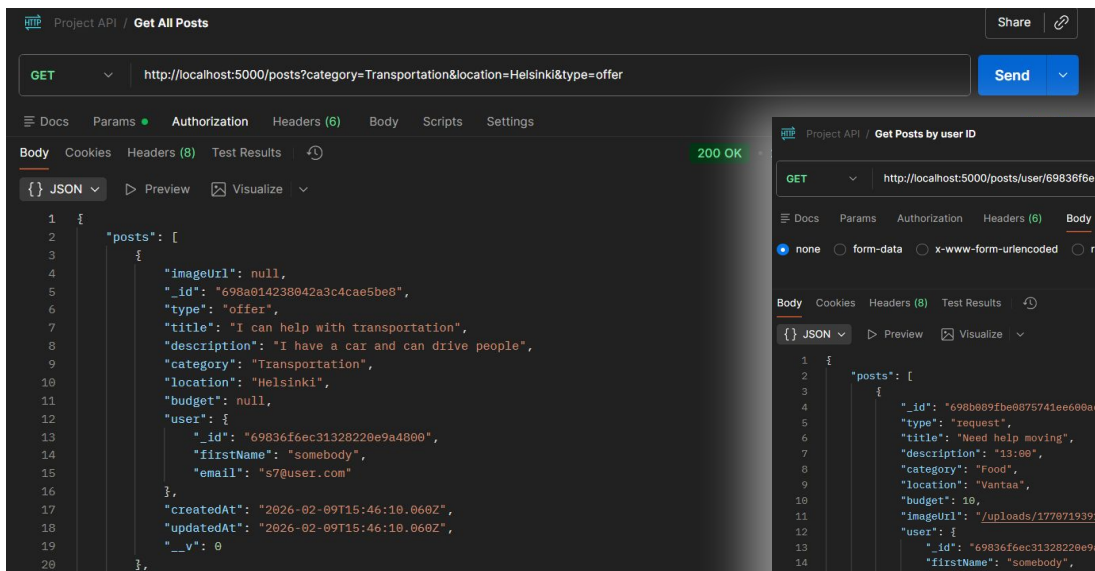 HTTP Project API / Get All Posts
Share
GET http://localhost:5000/posts?category=Transportation&location=Helsinki&type=offer
Send
Docs Params Authorization Headers (6) Body Scripts Settings
Body Cookies Headers (8) Test Results
200 OK
{} JSON Preview Visualize
1 {
2 "posts": [
3 {
4 "imageUrl": null,
5 "_id": "698a014238042a3c4cae5be8",
6 "type": "offer",
7 "title": "I can help with transportation",
8 "description": "I have a car and can drive people",
9 "category": "Transportation",
10 "location": "Helsinki",
11 "budget": null,
12 "user": {
13 "_id": "69836f6ec31328220e9a4800",
14 "firstName": "somebody",
15 "email": "s7@user.com"
16 },
17 "createdAt": "2026-02-09T15:46:10.060Z",
18 "updatedAt": "2026-02-09T15:46:10.060Z",
19 "__v": 0
20 },
HTTP Project API / Get Posts by user ID
GET http://localhost:5000/posts/user/69836f6e
Docs Params Authorization Headers (6) Body
none form-data x-www-form-urlencoded
Body Cookies Headers (8) Test Results
{} JSON Preview Visualize
1 {
2 "posts": [
3 {
4 "_id": "698b089fbe0875741ee600a
5 "type": "request",
6 "title": "Need help moving",
7 "description": "13:00",
8 "category": "Food",
9 "location": "Vantaa",
10 "budget": 10,
11 "imageUrl": "/uploads/177071939
12 "user": {
13 "_id": "69836f6ec31328220e9a
14 "firstName": "somebody",